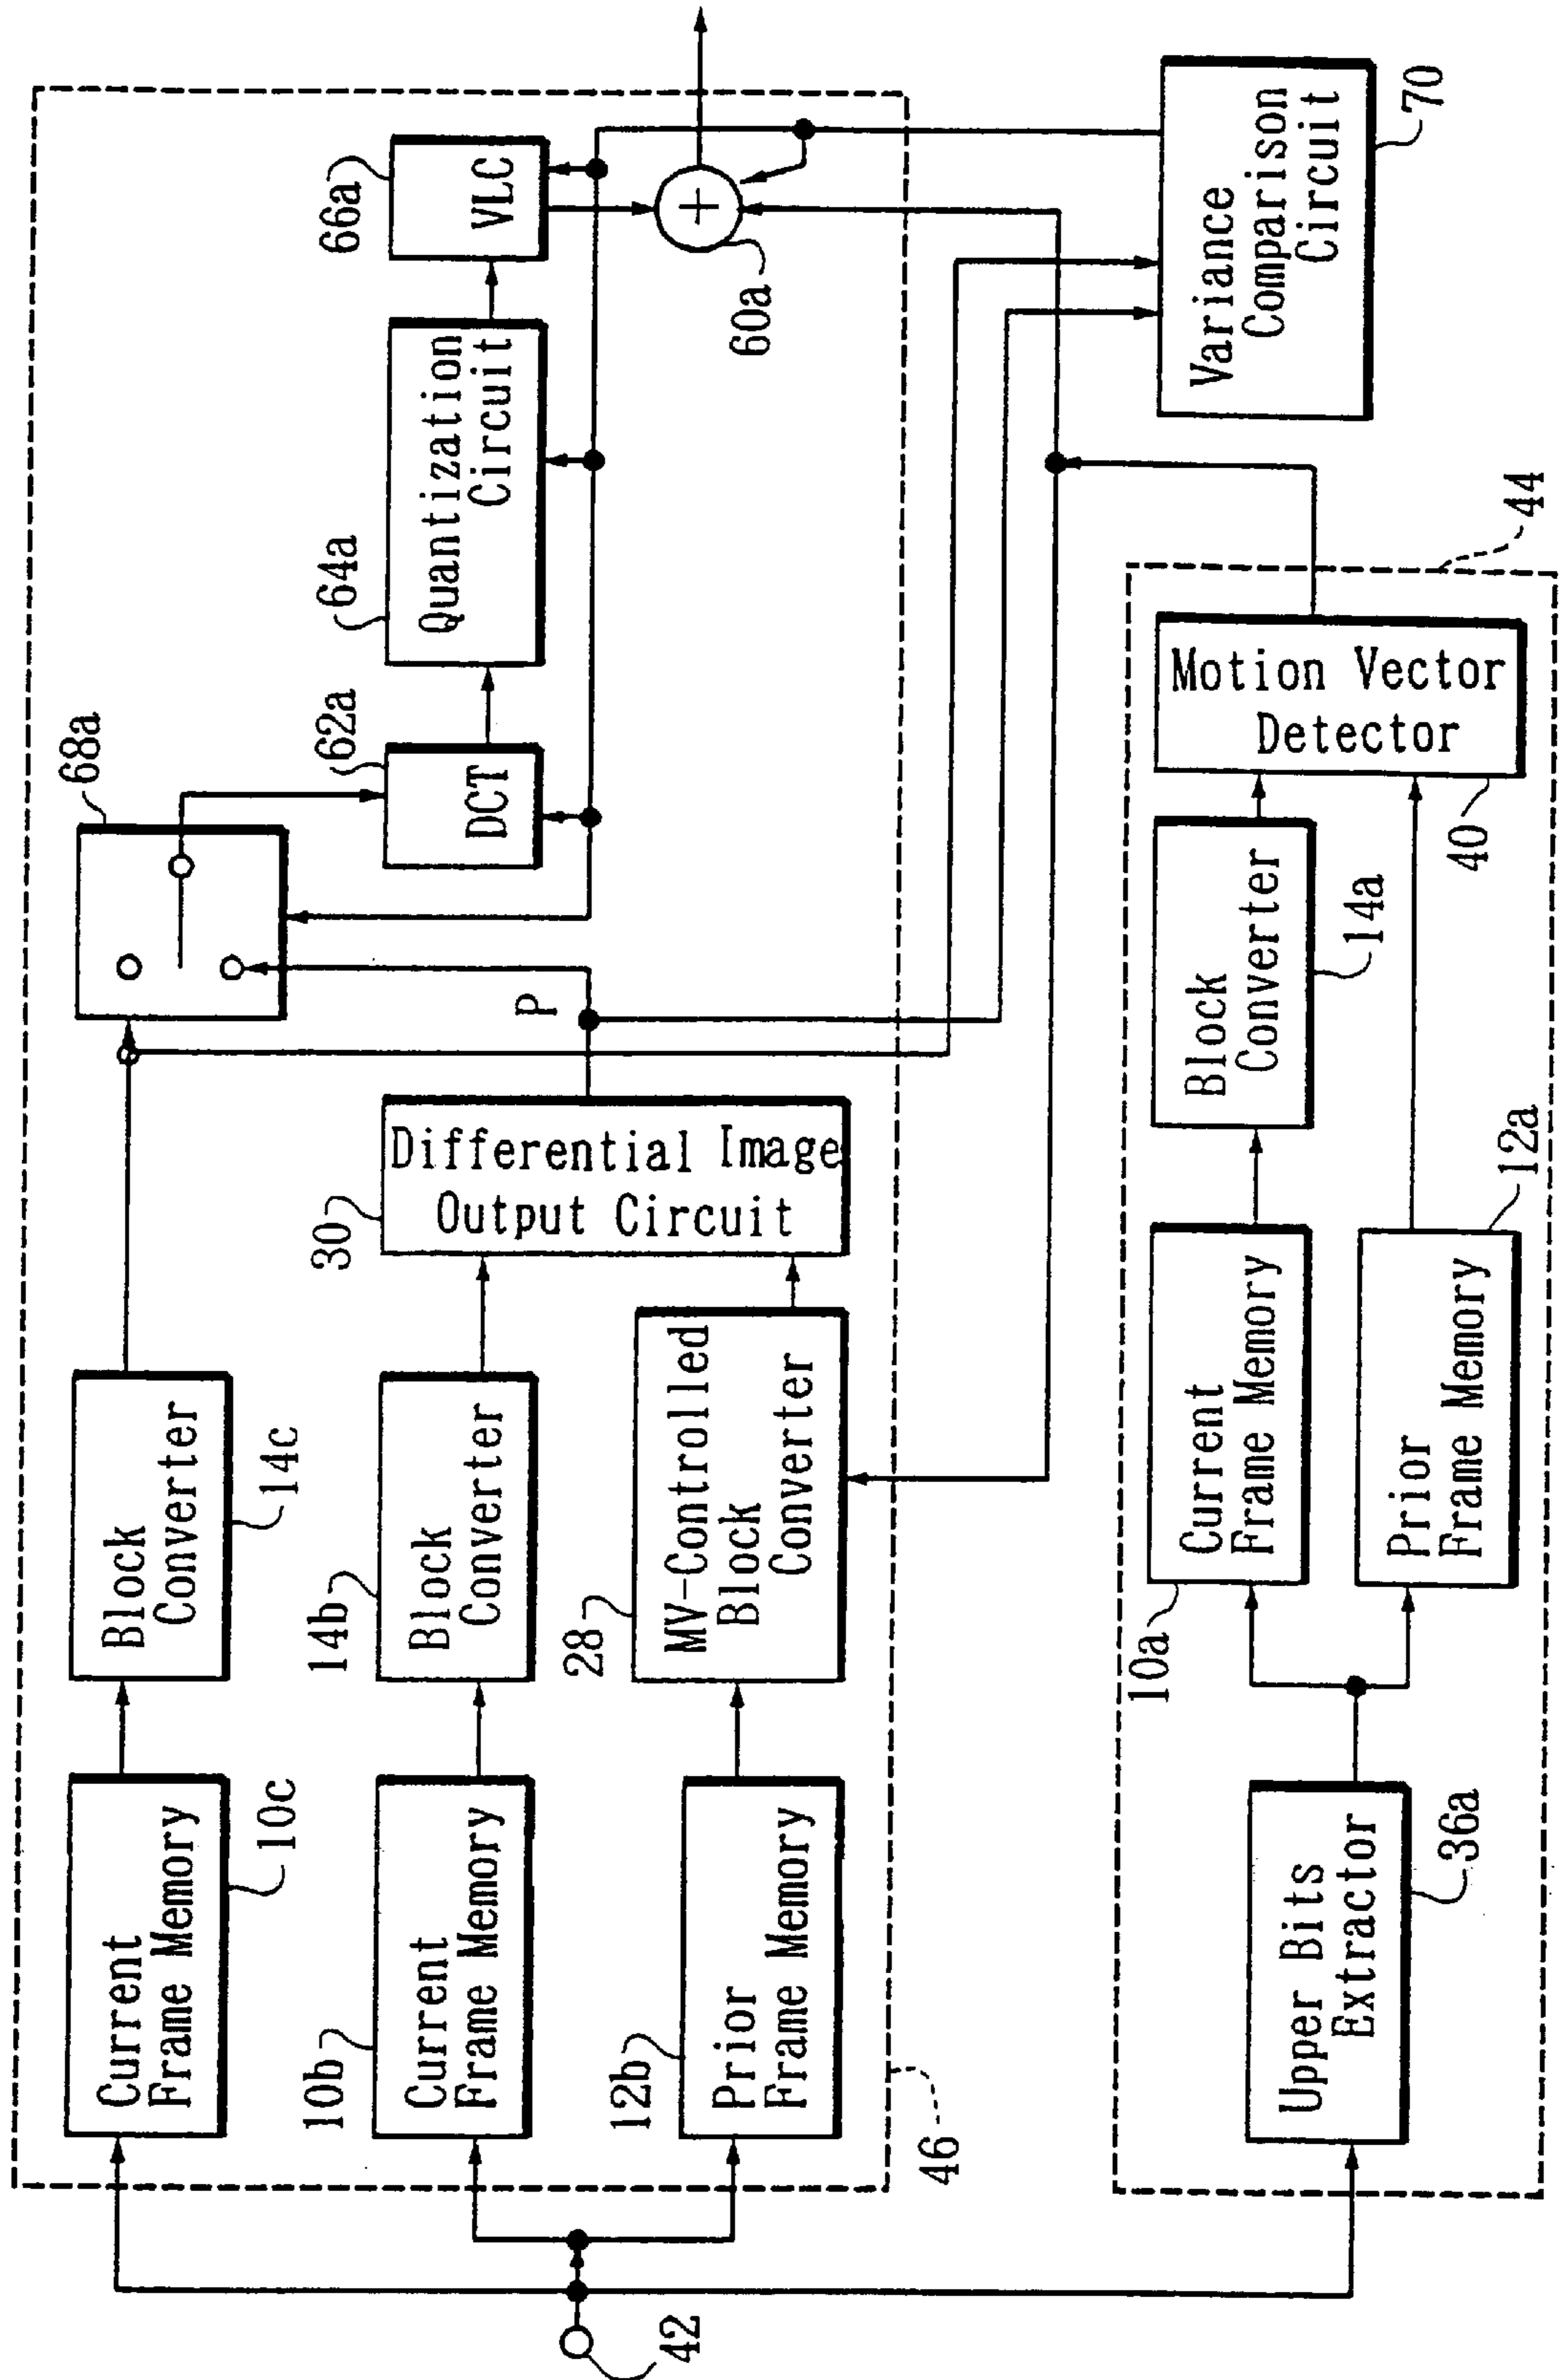 42
Current
Frame Memory
10c
Block
Converter
14c
68a
62a
DCT
64a
Quantization
Circuit
66a
VLC
10b
Current
Frame Memory
14b
Block
Converter
30
Differential Image
Output Circuit
P
60a
+
12b
Prior
Frame Memory
28
MV-Controlled
Block
Converter
46
Variance
Comparison
Circuit
70
44
Upper Bits
Extractor
36a
10a
Current
Frame Memory
Block
Converter
14a
Motion Vector
Detector
40
Prior
Frame Memory
12a